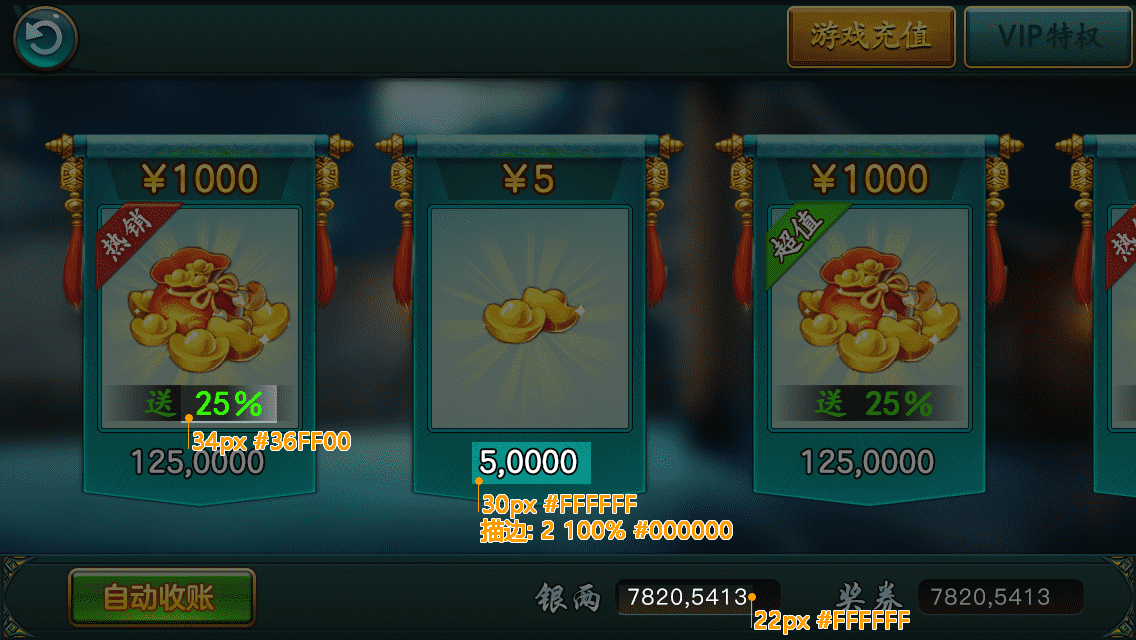 游戏充值
VIP特权
¥1000
¥5
¥1000
热销
超值
热
送 25%
送 25%
34px #36FF00
125,0000
5,0000
125,0000
30px #FFFFFF
描边: 2 100% #000000
自动收账
银两 7820,5413
奖券 7820,5413
22px #FFFFFF